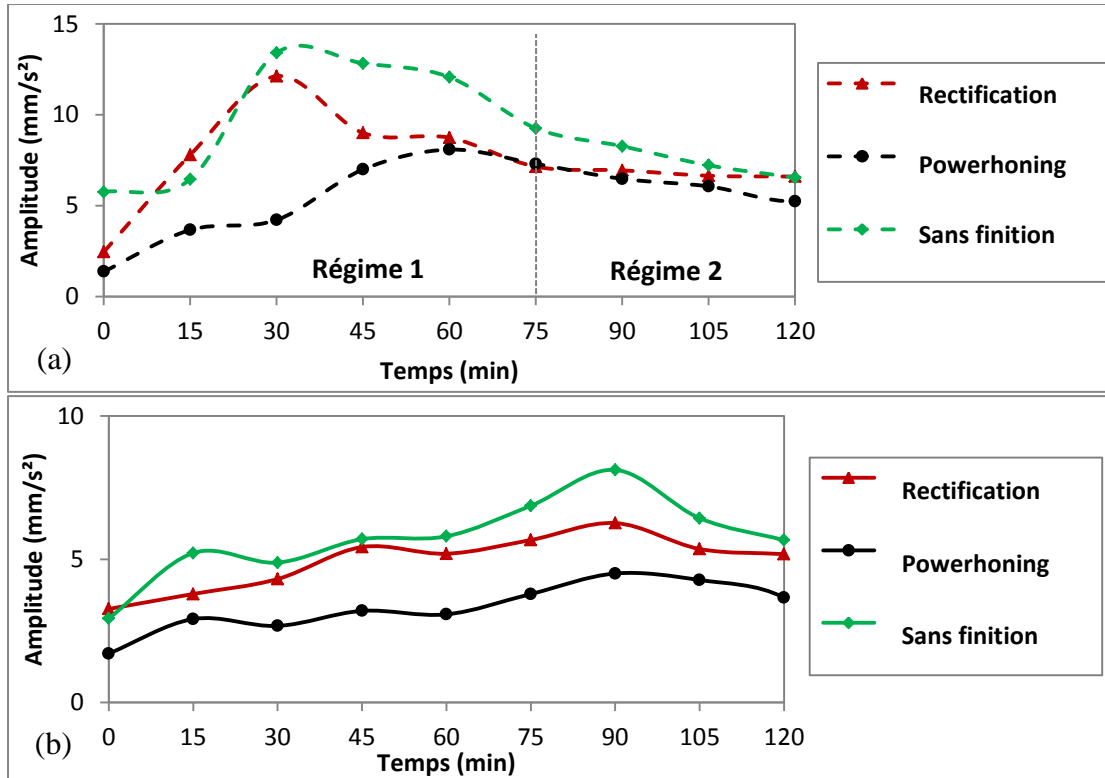 15
10
5
0
Amplitude (mm/s²)
Régime 1
Régime 2
0 15 30 45 60 75 90 105 120
Temps (min)
(a)
Rectification
Powerhoning
Sans finition
10
5
0
Amplitude (mm/s²)
0 15 30 45 60 75 90 105 120
Temps (min)
(b)
Rectification
Powerhoning
Sans finition